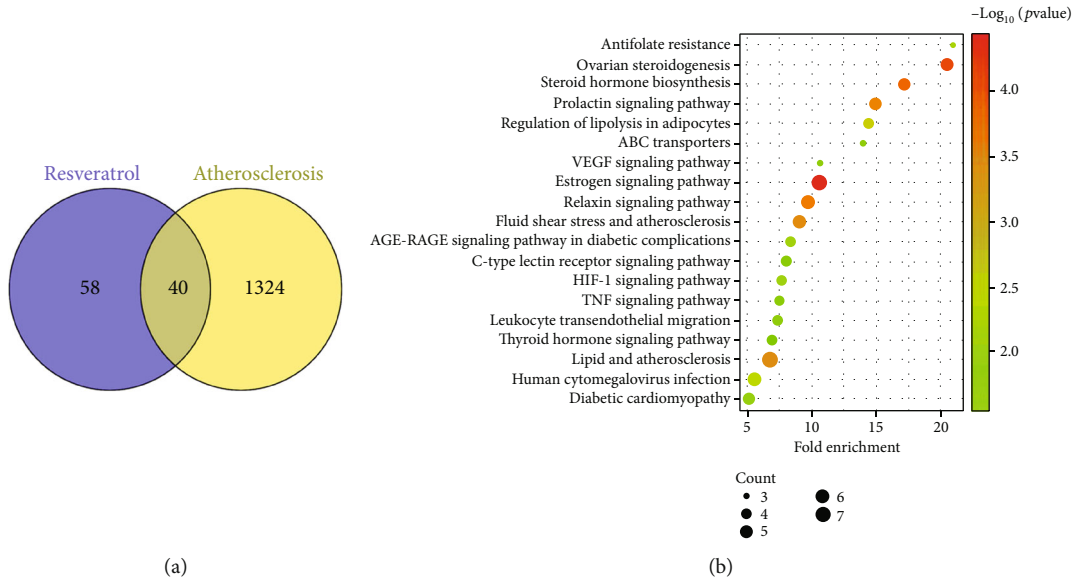 Resveratrol
Atherosclerosis
58
40
1324
(a)
–Log10 (pvalue)
Antifolate resistance
Ovarian steroidogenesis
Steroid hormone biosynthesis
Prolactin signaling pathway
Regulation of lipolysis in adipocytes
ABC transporters
VEGF signaling pathway
Estrogen signaling pathway
Relaxin signaling pathway
Fluid shear stress and atherosclerosis
AGE-RAGE signaling pathway in diabetic complications
C-type lectin receptor signaling pathway
HIF-1 signaling pathway
TNF signaling pathway
Leukocyte transendothelial migration
Thyroid hormone signaling pathway
Lipid and atherosclerosis
Human cytomegalovirus infection
Diabetic cardiomyopathy
4.0
3.5
3.0
2.5
2.0
5 10 15 20
Fold enrichment
Count
3 6
4 7
5
(b)